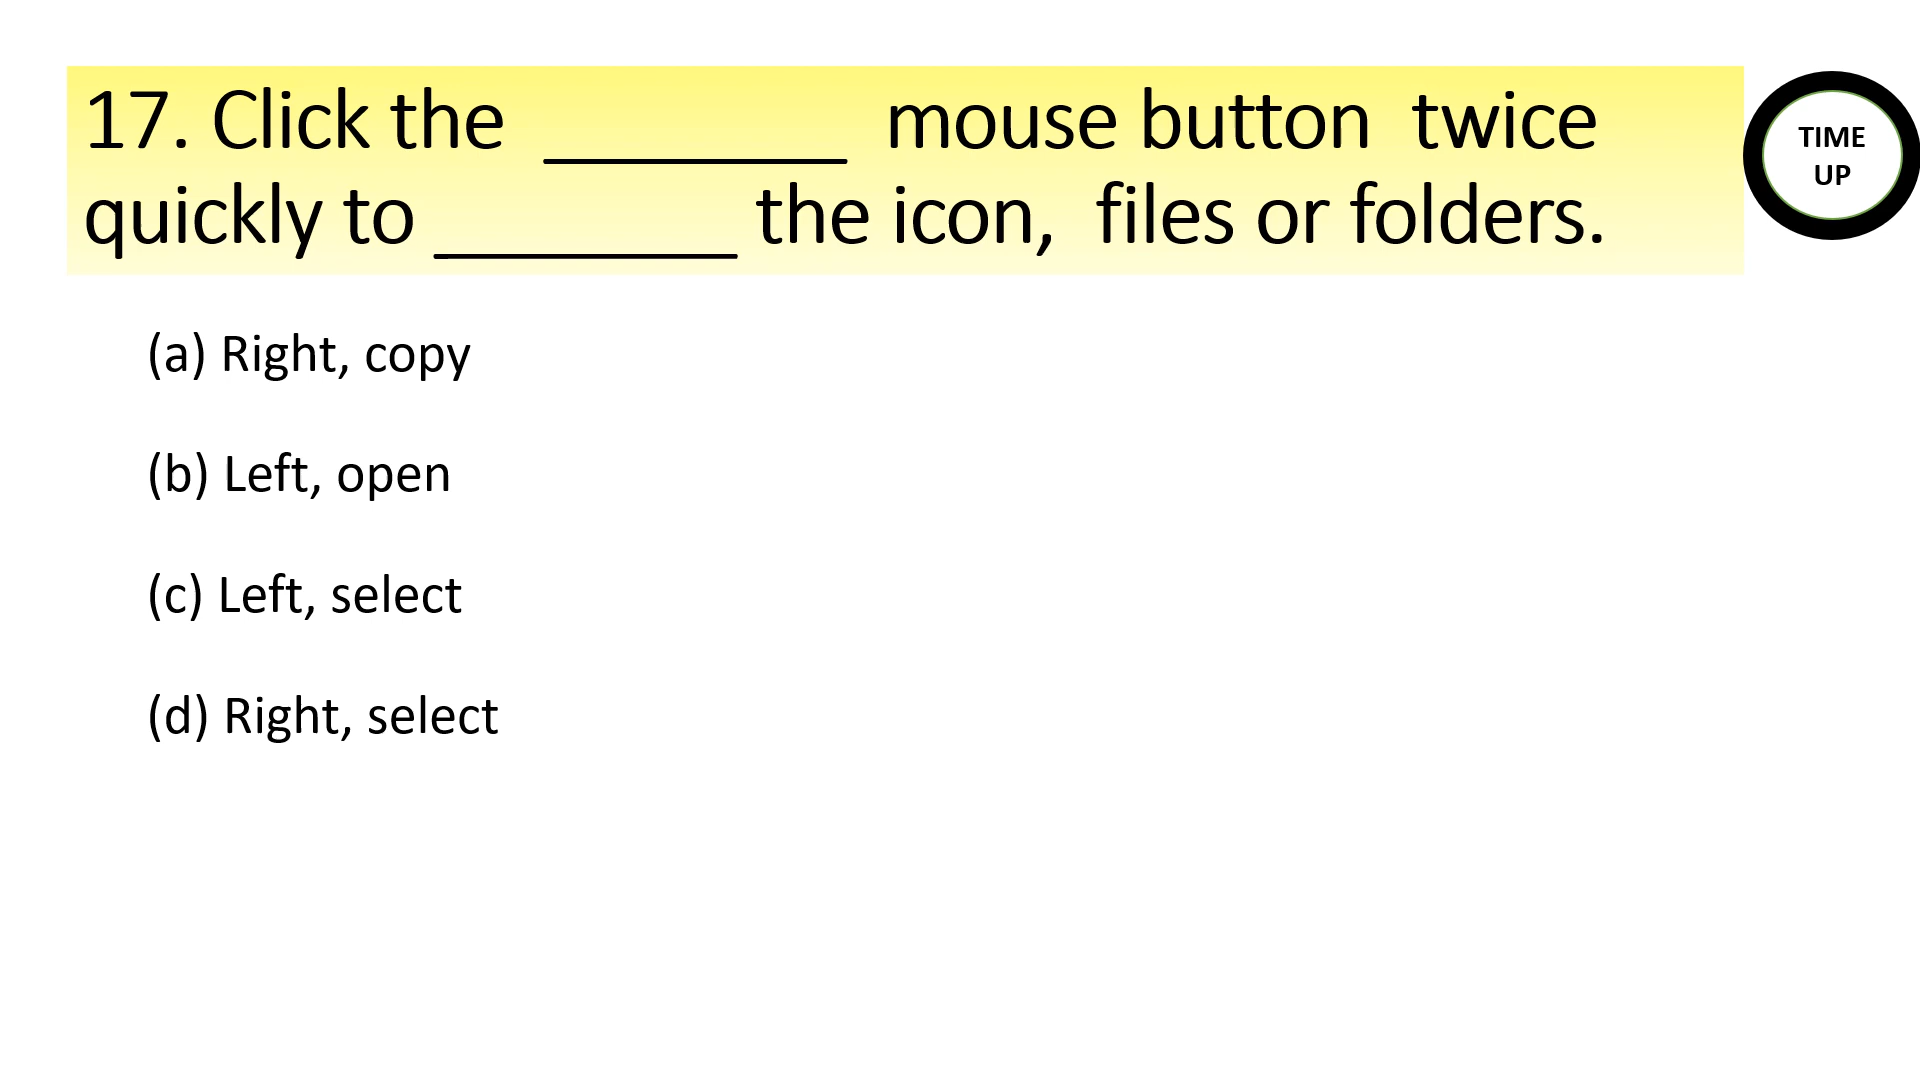 17. Click the ________ mouse button twice
quickly to ________ the icon, files or folders.
TIME
UP
(a) Right, copy
(b) Left, open
(c) Left, select
(d) Right, select